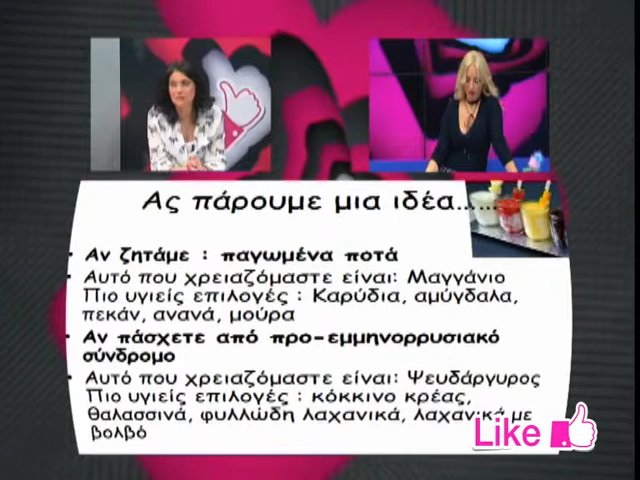 Ας πάρουμε μια ιδέα.....
Αν ζητάμε : παγωμένα ποτά
Αυτό που χρειαζόμαστε είναι: Μαγγάνιο
Πιο υγιείς επιλογές : Καρύδια, αμύγδαλα,
πεκάν, ανανά, μούρα
Αν πάσχετε από προ-εμμηνορρυσιακό
σύνδρομο
Αυτό που χρειαζόμαστε είναι: Ψευδάργυρος
Πιο υγιείς επιλογές : κόκκινο κρέας,
θαλασσινά, φυλλώδη λαχανικά, λαχανικά με
βολβό
Like